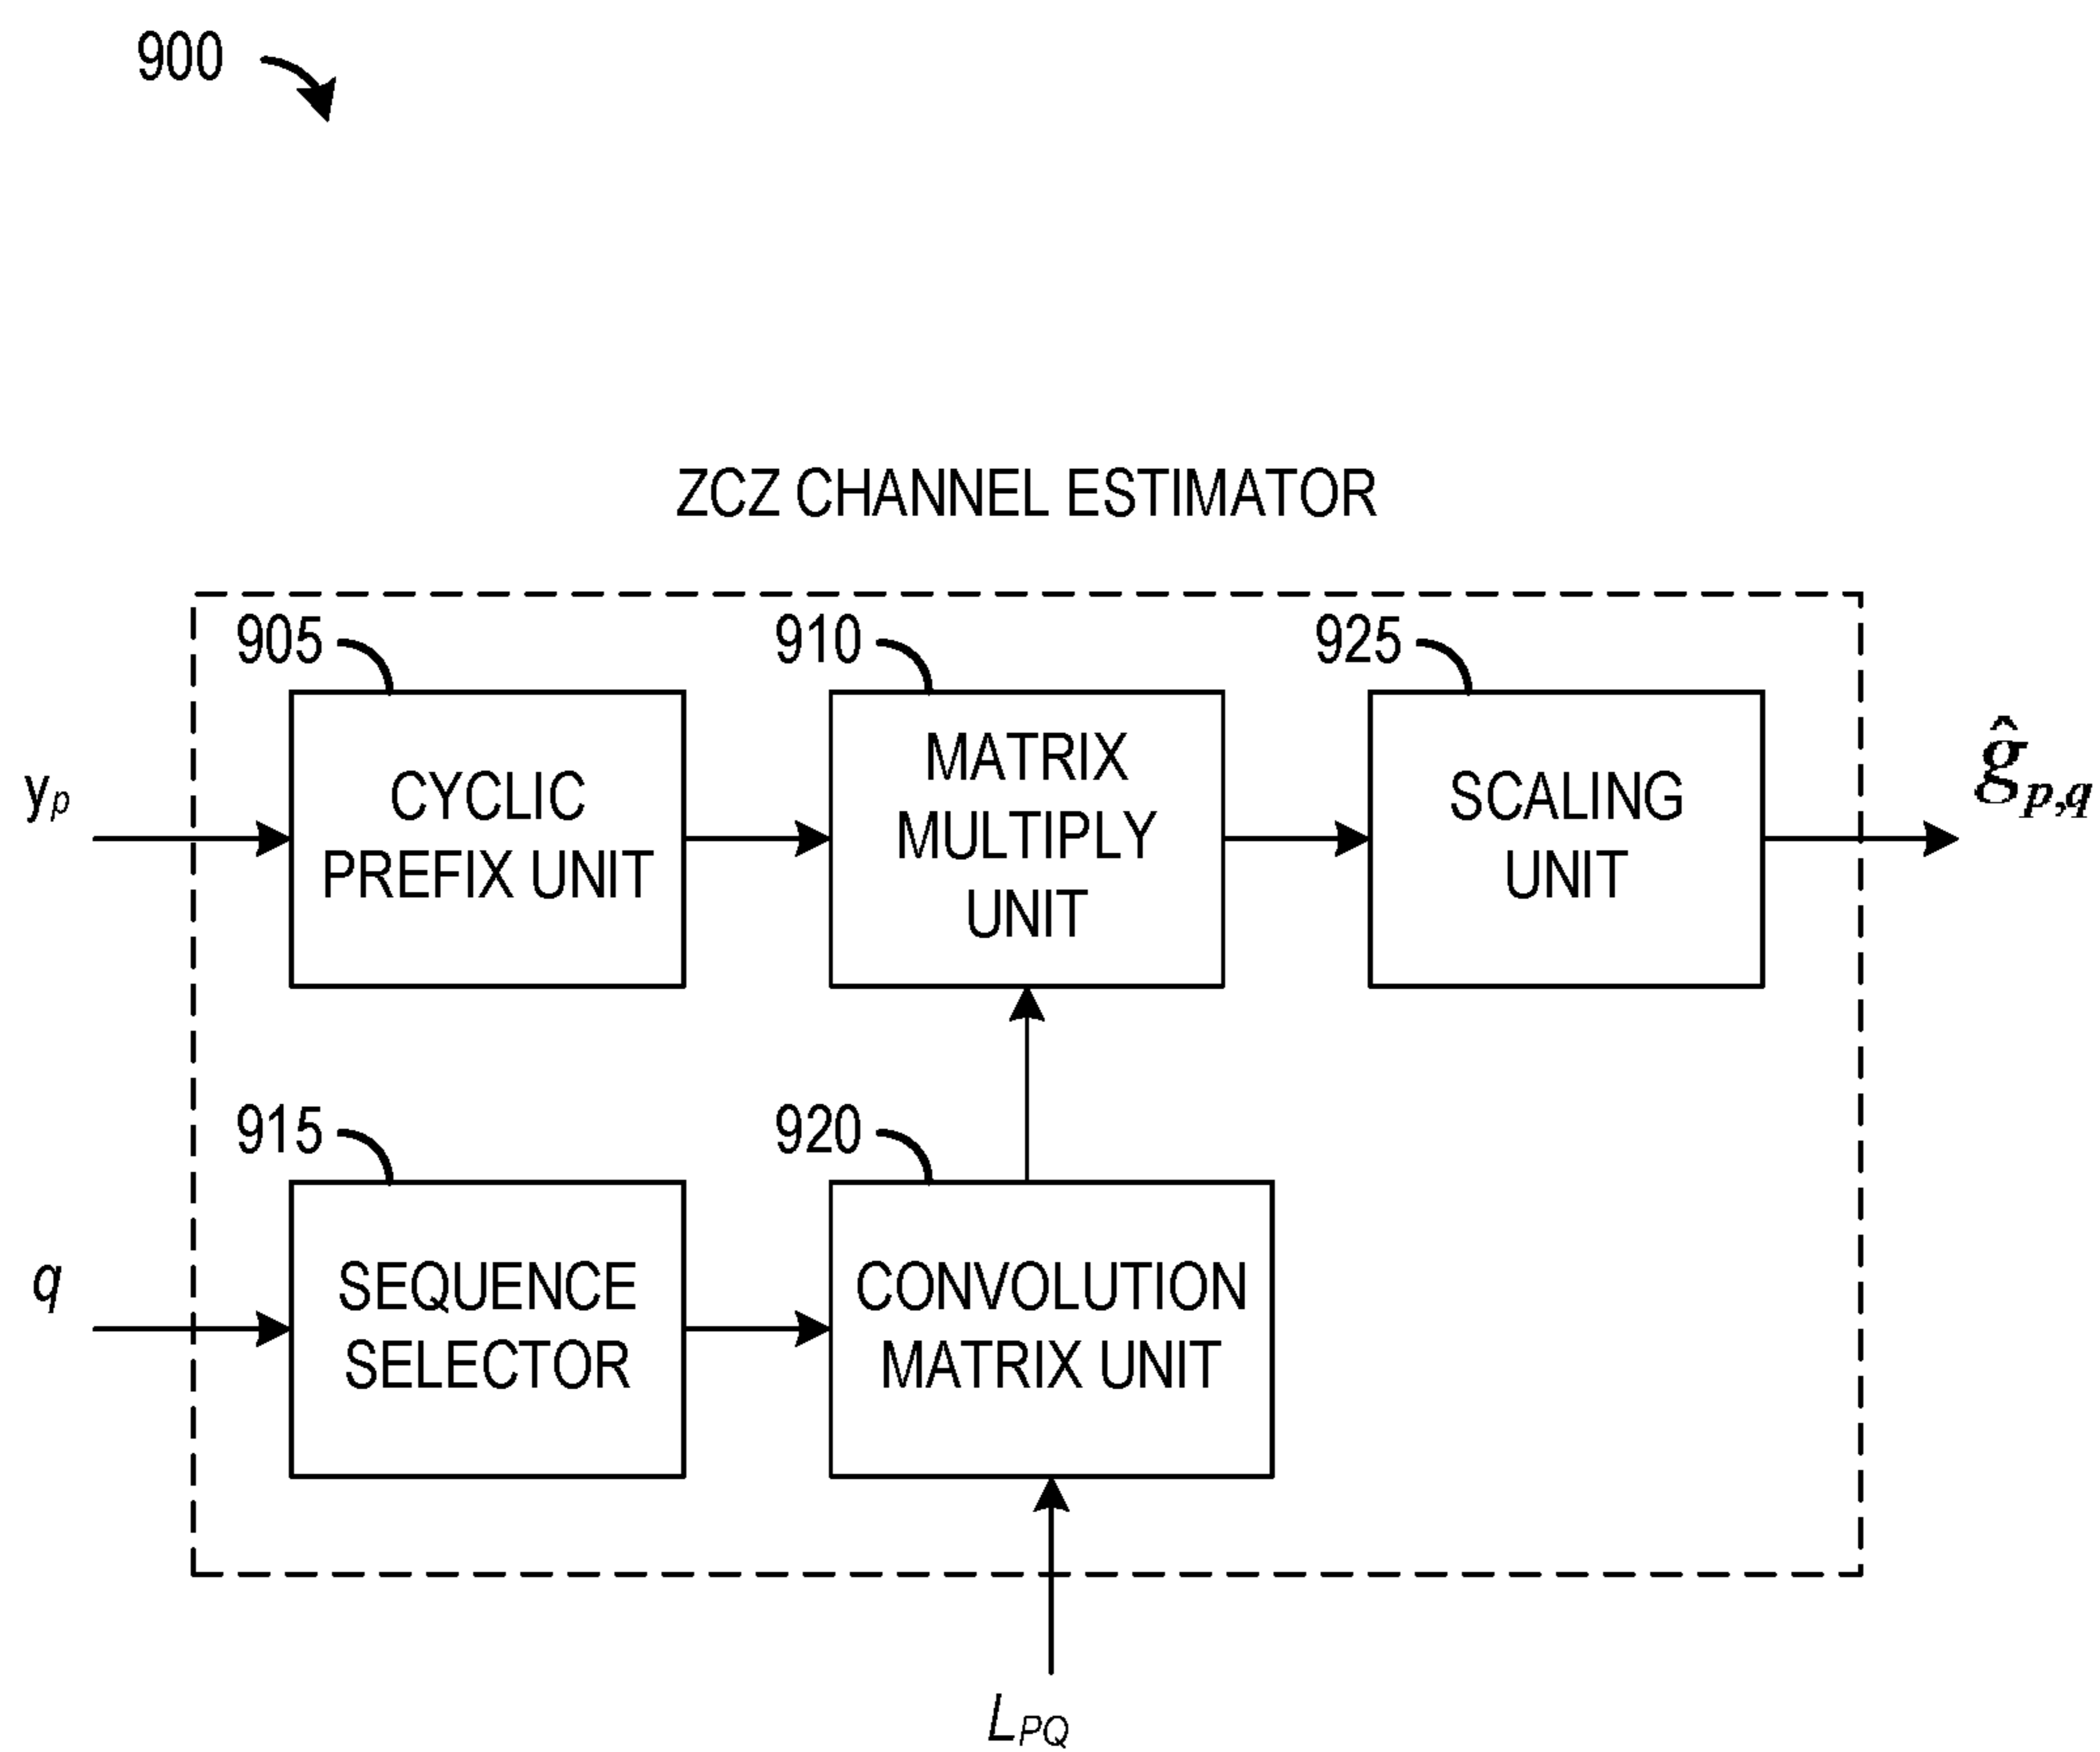 900
ZCZ CHANNEL ESTIMATOR
905
910
925
yp
CYCLIC
PREFIX UNIT
MATRIX
MULTIPLY
UNIT
SCALING
UNIT
ĝp,q
915
920
q
SEQUENCE
SELECTOR
CONVOLUTION
MATRIX UNIT
LPQ